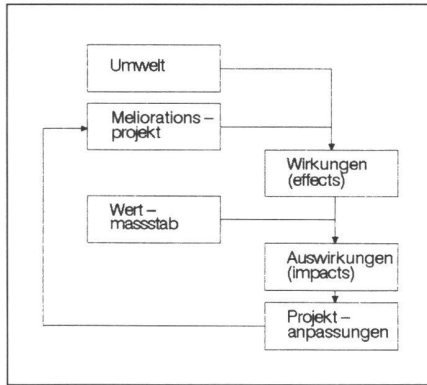 Umwelt
Meliorations –
projekt
Wirkungen
(effects)
Wert –
massstab
Auswirkungen
(impacts)
Projekt –
anpassungen